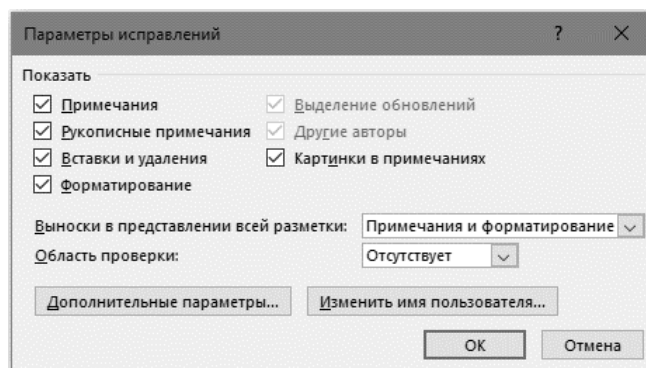 Параметры исправлений ? ×
Показать
Примечания Выделение обновлений
Рукописные примечания Другие авторы
Вставки и удаления Картинки в примечаниях
Форматирование
Выноски в представлении всей разметки: Примечания и форматирование
Область проверки: Отсутствует
Дополнительные параметры... Изменить имя пользователя...
ОК Отмена